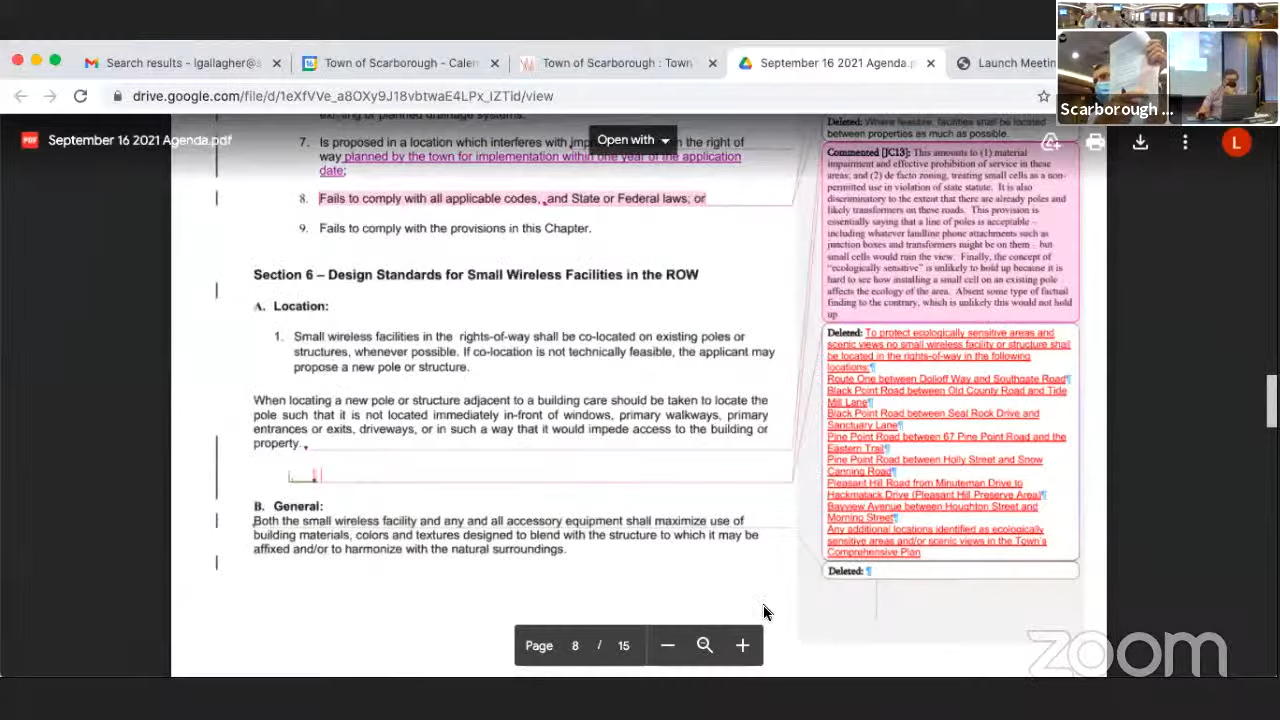 Search results - lgallagher@s
Town of Scarborough - Calen
Town of Scarborough : Town
September 16 2021 Agenda.p
Launch Meetin
drive.google.com/file/d/1eXfVVe_a8OXy9J18vbtwaE4LPx_IZTid/view
Scarborough ...
September 16 2021 Agenda.pdf
Open with
L
existing or planned drainage systems.
7. Is proposed in a location which interferes with the right of
way planned by the town for implementation within one year of the application
date;
8. Fails to comply with all applicable codes, and State or Federal laws; or
9. Fails to comply with the provisions in this Chapter.
Section 6 – Design Standards for Small Wireless Facilities in the ROW
A. Location:
1. Small wireless facilities in the rights-of-way shall be co-located on existing poles or
structures, whenever possible. If co-location is not technically feasible, the applicant may
propose a new pole or structure.
When locating a new pole or structure adjacent to a building care should be taken to locate the
pole such that it is not located immediately in-front of windows, primary walkways, primary
entrances or exits, driveways, or in such a way that it would impede access to the building or
property.
B. General:
Both the small wireless facility and any and all accessory equipment shall maximize use of
building materials, colors and textures designed to blend with the structure to which it may be
affixed and/or to harmonize with the natural surroundings.
Deleted: Where feasible, facilities shall be located
between properties as much as possible.
Commented [JC13]: This amounts to (1) material
impairment and effective prohibition of service in these
areas; and (2) de facto zoning, treating small cells as a non-
permitted use in violation of state statute. It is also
discriminatory to the extent that there are already poles and
likely transformers on these roads. This provision is
essentially saying that a line of poles is acceptable –
including whatever landline phone attachments such as
junction boxes and transformers might be on them – but
small cells would ruin the view. Finally, the concept of
“ecologically sensitive” is unlikely to hold up because it is
hard to see how installing a small cell on an existing pole
affects the ecology of the area. Absent some type of factual
finding to the contrary, which is unlikely this would not hold
up
Deleted: To protect ecologically sensitive areas and
scenic views no small wireless facility or structure shall
be located in the rights-of-way in the following
locations:¶
Route One between Dolloff Way and Southgate Road¶
Black Point Road between Old County Road and Tide
Mill Lane¶
Black Point Road between Seal Rock Drive and
Sanctuary Lane¶
Pine Point Road between 67 Pine Point Road and the
Eastern Trail¶
Pine Point Road between Holly Street and Snow
Canning Road¶
Pleasant Hill Road from Minuteman Drive to
Hackmatack Drive (Pleasant Hill Preserve Area)¶
Bayview Avenue between Houghton Street and
Morning Street¶
Any additional locations identified as ecologically
sensitive areas and/or scenic views in the Town's
Comprehensive Plan
Deleted: ¶
Page 8 / 15
zoom